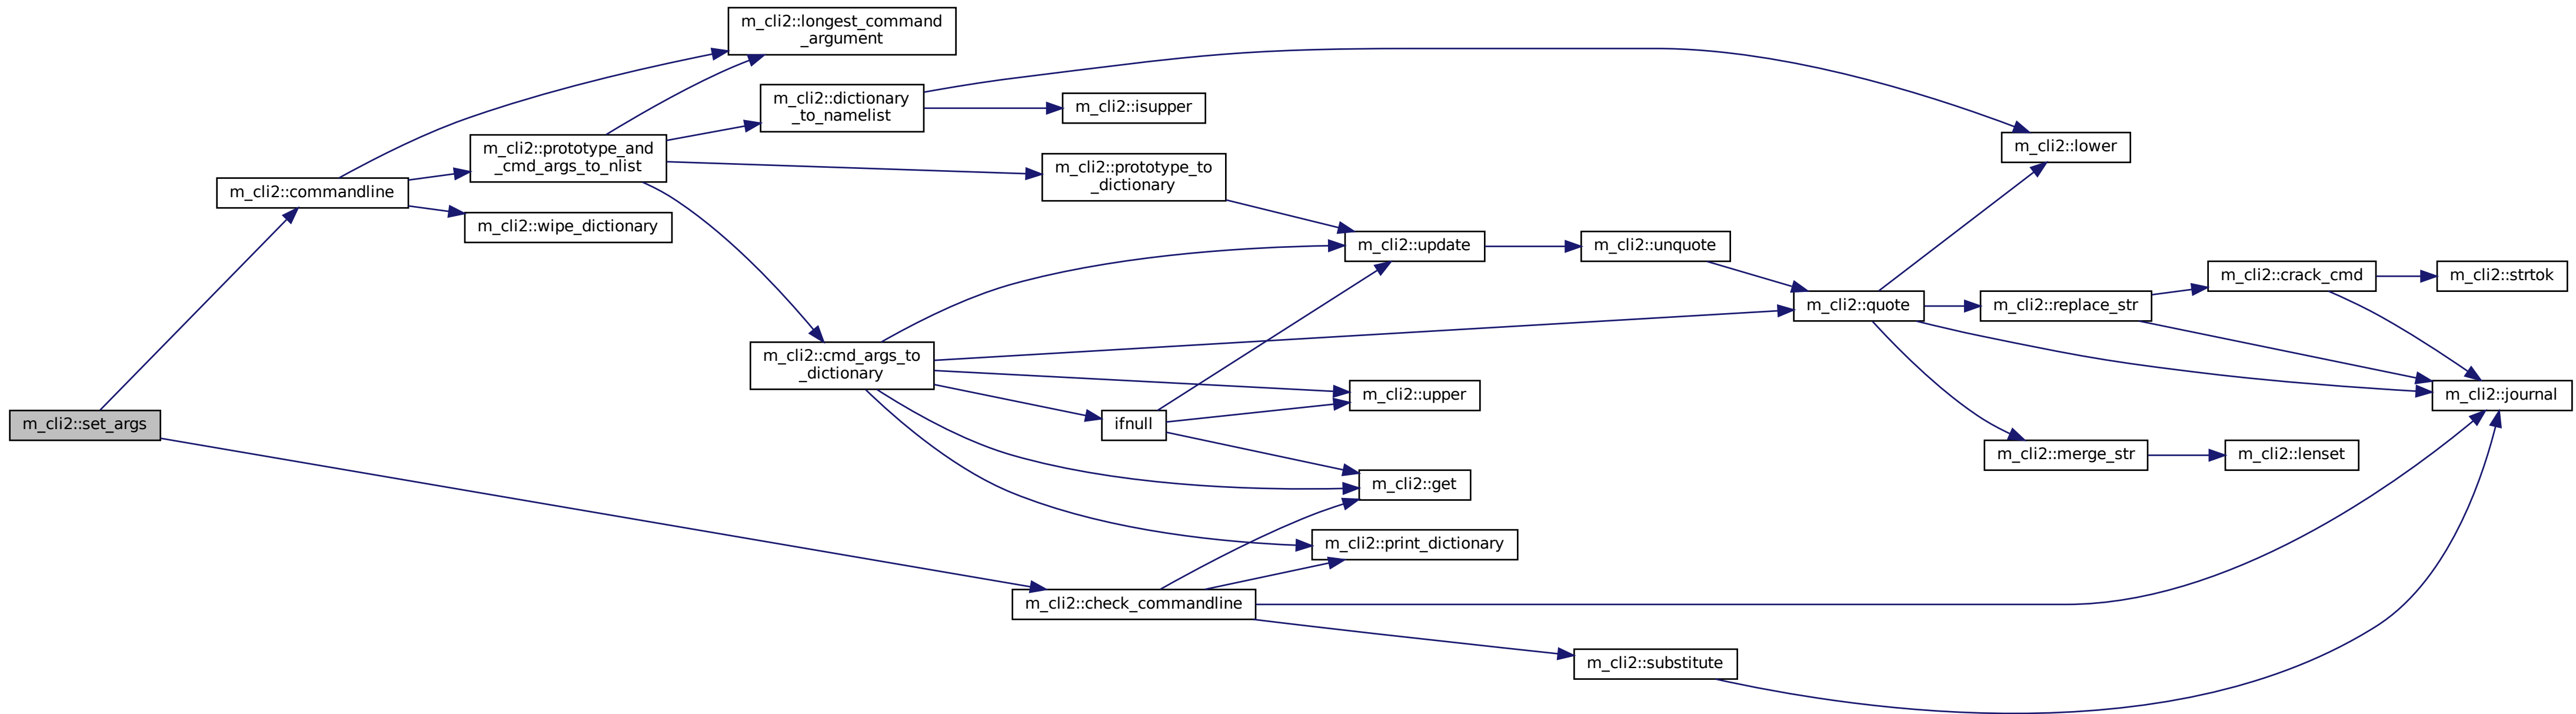 m_cli2::longest_command
_argument
m_cli2::dictionary
_to_namelist
m_cli2::isupper
m_cli2::lower
m_cli2::prototype_and
_cmd_args_to_nlist
m_cli2::prototype_to
_dictionary
m_cli2::commandline
m_cli2::wipe_dictionary
m_cli2::update
m_cli2::unquote
m_cli2::crack_cmd
m_cli2::strtok
m_cli2::quote
m_cli2::replace_str
m_cli2::cmd_args_to
_dictionary
m_cli2::upper
m_cli2::journal
m_cli2::set_args
ifnull
m_cli2::merge_str
m_cli2::lenset
m_cli2::get
m_cli2::print_dictionary
m_cli2::check_commandline
m_cli2::substitute